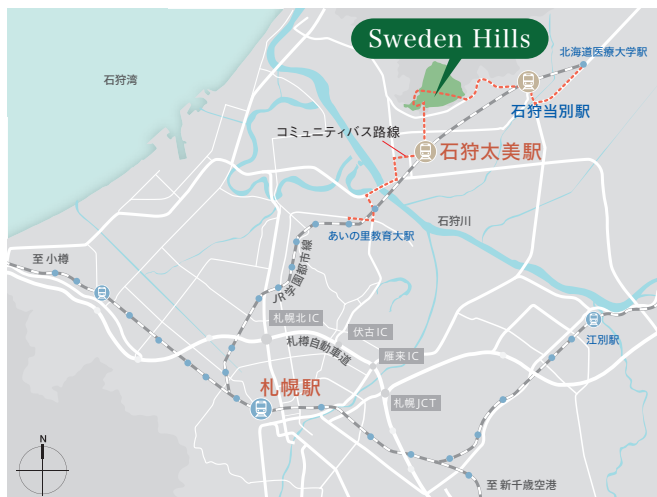 Sweden Hills
北海道医療大学駅
石狩湾
石狩当別駅
コミュニティバス路線
石狩太美駅
石狩川
あいの里教育大駅
至 小樽
JR学園都市線
札幌北IC
伏古IC
札樽自動車道
雁来IC
江別駅
札幌駅
札幌JCT
N
至 新千歳空港